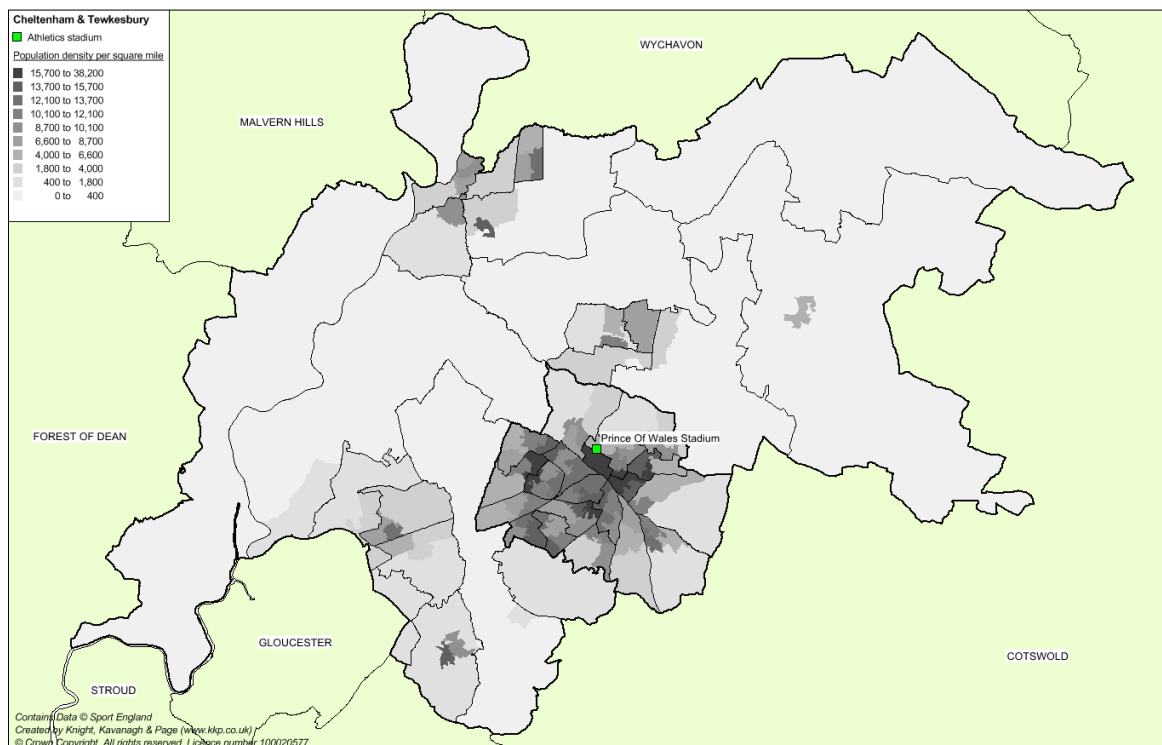 Cheltenham & Tewkesbury
Athletics stadium
Population density per square mile
15,700 to 38,200
13,700 to 15,700
12,100 to 13,700
10,100 to 12,100
8,700 to 10,100
6,600 to 8,700
4,000 to 6,600
1,800 to 4,000
400 to 1,800
0 to 400
WYCHAVON
MALVERN HILLS
FOREST OF DEAN
Prince Of Wales Stadium
GLOUCESTER
COTSWOLD
STROUD
Contains Data © Sport England
Created by Knight, Kavanagh & Page (www.kkp.co.uk)
© Crown Copyright. All rights reserved. Licence number 100020577